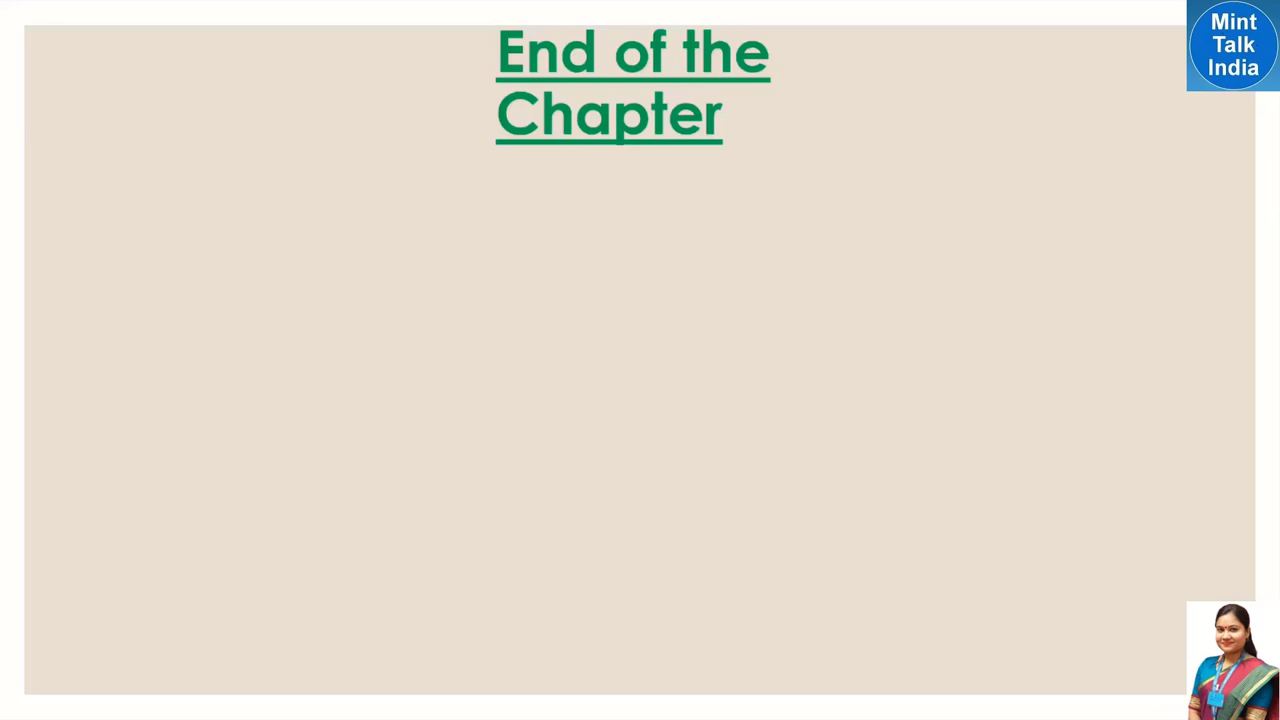 End of the
Chapter
Mint
Talk
India